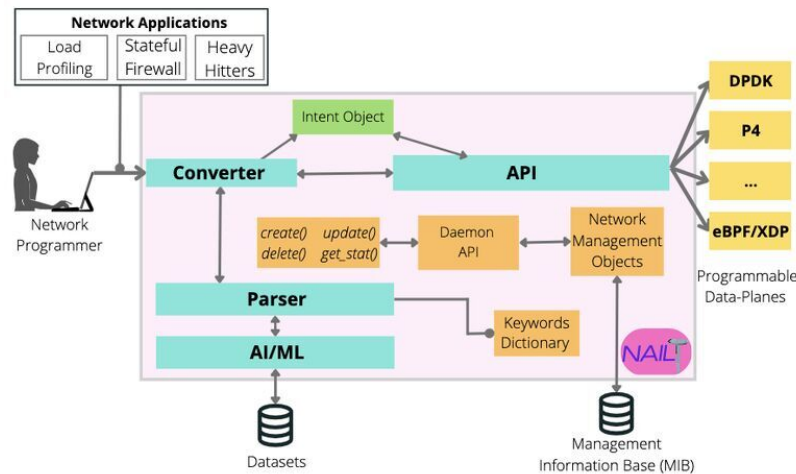 Network Applications
Load
Profiling
Stateful
Firewall
Heavy
Hitters
Network
Programmer
Intent Object
Converter
API
create() update()
delete() get_stat()
Daemon
API
Network
Management
Objects
Parser
AI/ML
Keywords
Dictionary
NAIL
Datasets
Management
Information Base (MIB)
DPDK
P4
...
eBPF/XDP
Programmable
Data-Planes